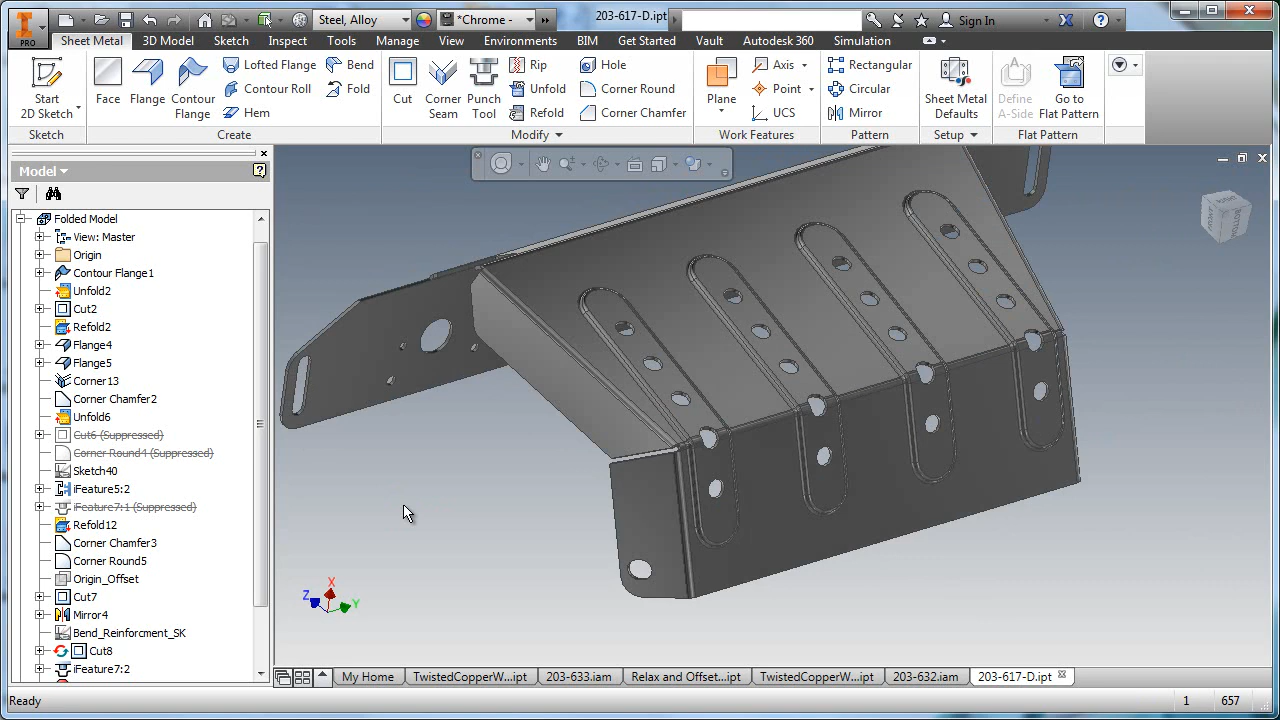 PRO
Steel, Alloy
*Chrome -
203-617-D.ipt
Sign In
Sheet Metal
3D Model
Sketch
Inspect
Tools
Manage
View
Environments
BIM
Get Started
Vault
Autodesk 360
Simulation
Start
2D Sketch
Face
Flange
Contour
Flange
Lofted Flange
Contour Roll
Hem
Bend
Fold
Cut
Corner
Seam
Punch
Tool
Rip
Unfold
Refold
Hole
Corner Round
Corner Chamfer
Plane
Axis
Point
UCS
Rectangular
Circular
Mirror
Sheet Metal
Defaults
Define
A-Side
Go to
Flat Pattern
Sketch
Create
Modify
Work Features
Pattern
Setup
Flat Pattern
Model
Folded Model
View: Master
Origin
Contour Flange1
Unfold2
Cut2
Refold2
Flange4
Flange5
Corner13
Corner Chamfer2
Unfold6
Cut6 (Suppressed)
Corner Round4 (Suppressed)
Sketch40
iFeature5:2
iFeature7:1 (Suppressed)
Refold12
Corner Chamfer3
Corner Round5
Origin_Offset
Cut7
Mirror4
Bend_Reinforcment_SK
Cut8
iFeature7:2
X
Z
Y
My Home
TwistedCopperW...ipt
203-633.iam
Relax and Offset...ipt
TwistedCopperW...ipt
203-632.iam
203-617-D.ipt
Ready
1
657